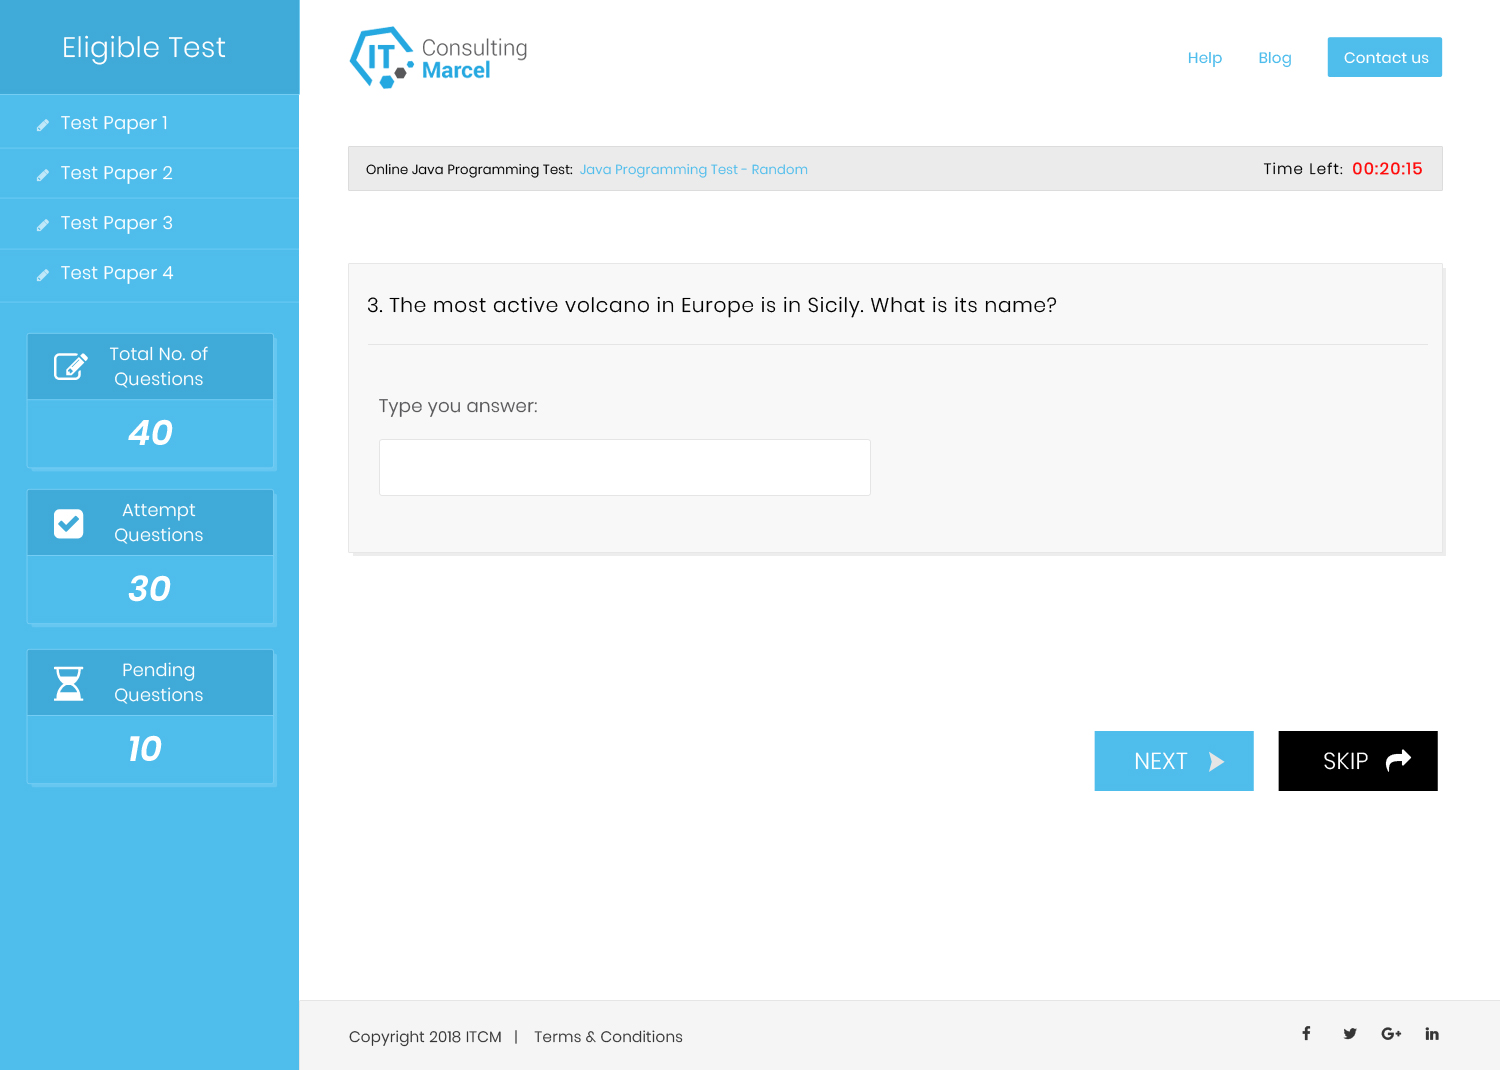 Eligible Test
Test Paper 1
Test Paper 2
Test Paper 3
Test Paper 4
Total No. of
Questions
40
Attempt
Questions
30
Pending
Questions
10
IT Consulting
Marcel
Help
Blog
Contact us
Online Java Programming Test: Java Programming Test - Random
Time Left: 00:20:15
3. The most active volcano in Europe is in Sicily. What is its name?
Type you answer:
NEXT
SKIP
Copyright 2018 ITCM | Terms & Conditions
f
G+
in